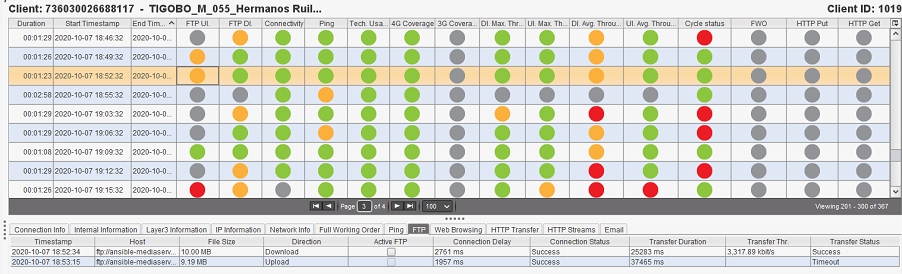 Client: 736030026688117 - TIGOBO_M_055_Hermanos Ruil... Client ID: 1019
Duration Start Timestamp End Tim... FTP Ul. FTP Dl. Connectivity Ping Tech. Usa... 4G Coverage 3G Covera... Dl. Max. Thr... Ul. Max. Th... Dl. Avg. Throu... Ul. Avg. Throu... Cycle status FWO HTTP Put HTTP Get
00:01:29 2020-10-07 18:46:32 2020-10-0...
00:01:26 2020-10-07 18:49:32 2020-10-0...
00:01:23 2020-10-07 18:52:32 2020-10-0...
00:02:58 2020-10-07 18:55:32 2020-10-0...
00:01:29 2020-10-07 19:03:32 2020-10-0...
00:01:29 2020-10-07 19:06:32 2020-10-0...
00:01:08 2020-10-07 19:09:32 2020-10-0...
00:01:29 2020-10-07 19:12:32 2020-10-0...
00:01:26 2020-10-07 19:15:32 2020-10-0...
Page 3 of 4 100 Viewing 201 - 300 of 367
Connection Info Internal Information Layer3 Information IP Information Network Info Full Working Order Ping FTP Web Browsing HTTP Transfer HTTP Streams Email
Timestamp Host File Size Direction Active FTP Connection Delay Connection Status Transfer Duration Transfer Thr. Transfer Status
2020-10-07 18:52:34 ftp://ansible-mediaserv... 10.00 MB Download 2761 ms Success 25283 ms 3,317.89 kbit/s Success
2020-10-07 18:53:15 ftp://ansible-mediaserv... 9.19 MB Upload 1957 ms Success 37465 ms Timeout